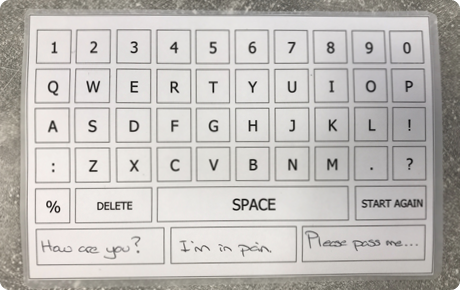 1 2 3 4 5 6 7 8 9 0
Q W E R T Y U I O P
A S D F G H J K L !
: Z X C V B N M . ?
% DELETE SPACE START AGAIN
How are you? I'm in pain. Please pass me...